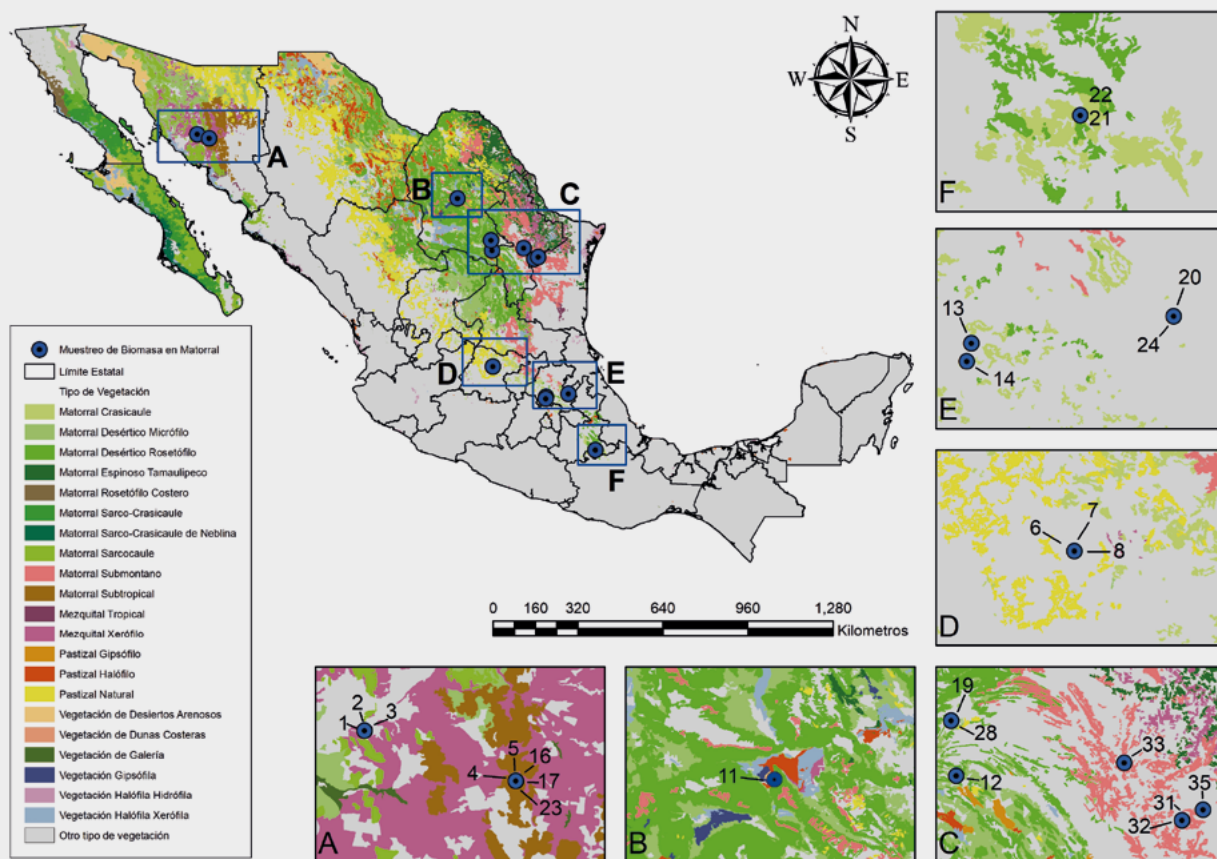 N
W E
S
A
B
C
D
E
F
Muestreo de Biomasa en Matorral
Límite Estatal
Tipo de Vegetación
Matorral Crasicaule
Matorral Desértico Micrófilo
Matorral Desértico Rosetófilo
Matorral Espinoso Tamaulipeco
Matorral Rosetófilo Costero
Matorral Sarco-Crasicaule
Matorral Sarco-Crasicaule de Neblina
Matorral Sarcocaule
Matorral Submontano
Matorral Subtropical
Mezquital Tropical
Mezquital Xerófilo
Pastizal Gipsófilo
Pastizal Halófilo
Pastizal Natural
Vegetación de Desiertos Arenosos
Vegetación de Dunas Costeras
Vegetación de Galería
Vegetación Gipsófila
Vegetación Halófila Hidrófila
Vegetación Halófila Xerófila
Otro tipo de vegetación
0 160 320 640 960 1,280
Kilometros
22
21
F
20
13
24
14
E
7
6
8
D
2
1 3
5
16
4
17
23
A
11
B
19
28
33
12
35
31
32
C